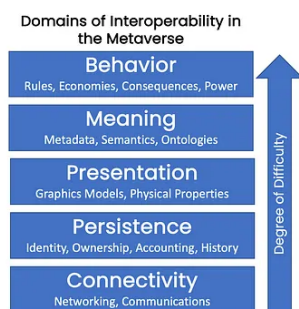 Domains of Interoperability in
the Metaverse
Behavior
Rules, Economies, Consequences, Power
Meaning
Metadata, Semantics, Ontologies
Presentation
Graphics Models, Physical Properties
Persistence
Identity, Ownership, Accounting, History
Connectivity
Networking, Communications
Degree of Difficulty